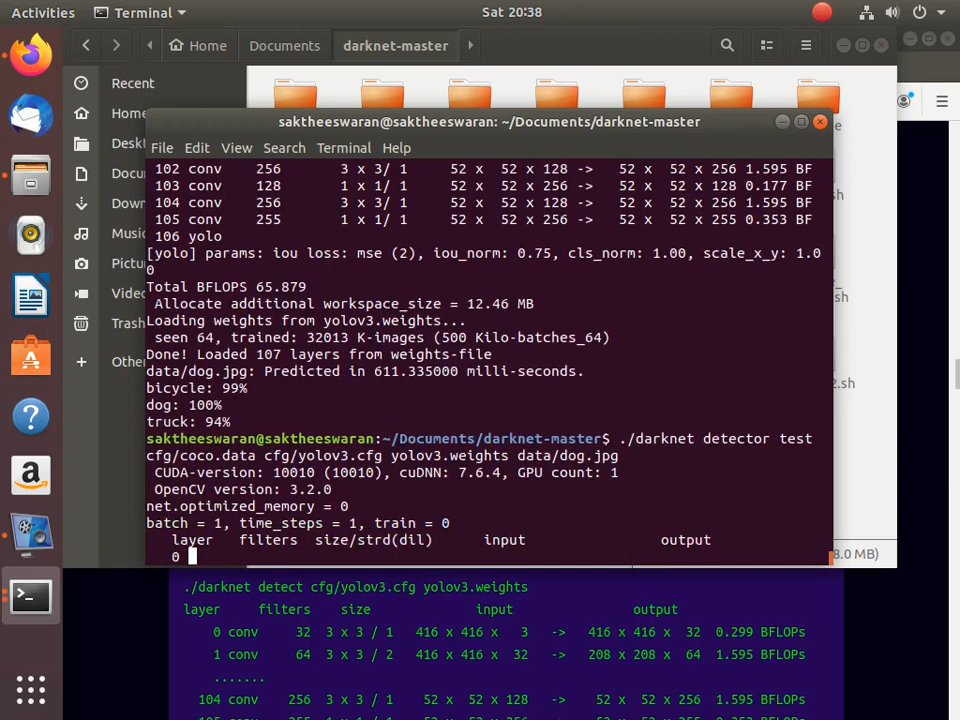 Activities Terminal Sat 20:38
Home Documents darknet-master
Recent
Home
Desk
Docu
Down
Music
Pictu
Video
Trash
Other
saktheeswaran@saktheeswaran: ~/Documents/darknet-master
File Edit View Search Terminal Help
102 conv 256 3 x 3/ 1 52 x 52 x 128 -> 52 x 52 x 256 1.595 BF
103 conv 128 1 x 1/ 1 52 x 52 x 256 -> 52 x 52 x 128 0.177 BF
104 conv 256 3 x 3/ 1 52 x 52 x 128 -> 52 x 52 x 256 1.595 BF
105 conv 255 1 x 1/ 1 52 x 52 x 256 -> 52 x 52 x 255 0.353 BF
106 yolo
[yolo] params: iou loss: mse (2), iou_norm: 0.75, cls_norm: 1.00, scale_x_y: 1.0
0
Total BFLOPS 65.879
Allocate additional workspace_size = 12.46 MB
Loading weights from yolov3.weights...
seen 64, trained: 32013 K-images (500 Kilo-batches_64)
Done! Loaded 107 layers from weights-file
data/dog.jpg: Predicted in 611.335000 milli-seconds.
bicycle: 99%
dog: 100%
truck: 94%
saktheeswaran@saktheeswaran:~/Documents/darknet-master$ ./darknet detector test
cfg/coco.data cfg/yolov3.cfg yolov3.weights data/dog.jpg
CUDA-version: 10010 (10010), cuDNN: 7.6.4, GPU count: 1
OpenCV version: 3.2.0
net.optimized_memory = 0
batch = 1, time_steps = 1, train = 0
layer filters size/strd(dil) input output
0
8.0 MB)
./darknet detect cfg/yolov3.cfg yolov3.weights
layer filters size input output
0 conv 32 3 x 3 / 1 416 x 416 x 3 -> 416 x 416 x 32 0.299 BFLOPs
1 conv 64 3 x 3 / 2 416 x 416 x 32 -> 208 x 208 x 64 1.595 BFLOPs
.......
104 conv 256 3 x 3 / 1 52 x 52 x 128 -> 52 x 52 x 256 1.595 BFLOPs